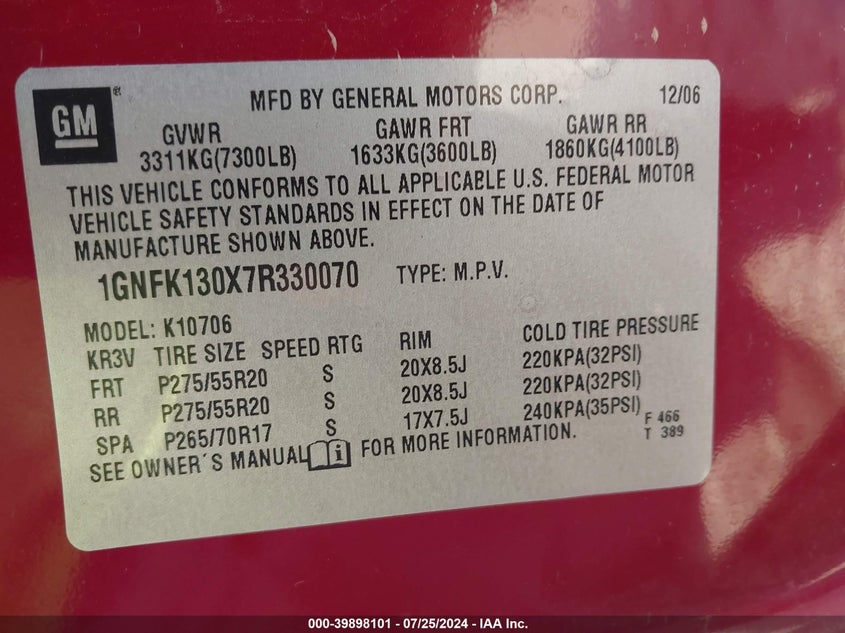 GM®
MFD BY GENERAL MOTORS CORP. 12/06
GVWR GAWR FRT GAWR RR
3311KG(7300LB) 1633KG(3600LB) 1860KG(4100LB)
THIS VEHICLE CONFORMS TO ALL APPLICABLE U.S. FEDERAL MOTOR
VEHICLE SAFETY STANDARDS IN EFFECT ON THE DATE OF
MANUFACTURE SHOWN ABOVE.
1GNFK130X7R330070 TYPE: M.P.V.
MODEL: K10706
KR3V TIRE SIZE SPEED RTG RIM COLD TIRE PRESSURE
FRT P275/55R20 S 20X8.5J 220KPA(32PSI)
RR P275/55R20 S 20X8.5J 220KPA(32PSI)
SPA P265/70R17 S 17X7.5J 240KPA(35PSI)
F 466
T 389
SEE OWNER´S MANUAL i FOR MORE INFORMATION.
000-39898101 - 07/25/2024 - IAA Inc.